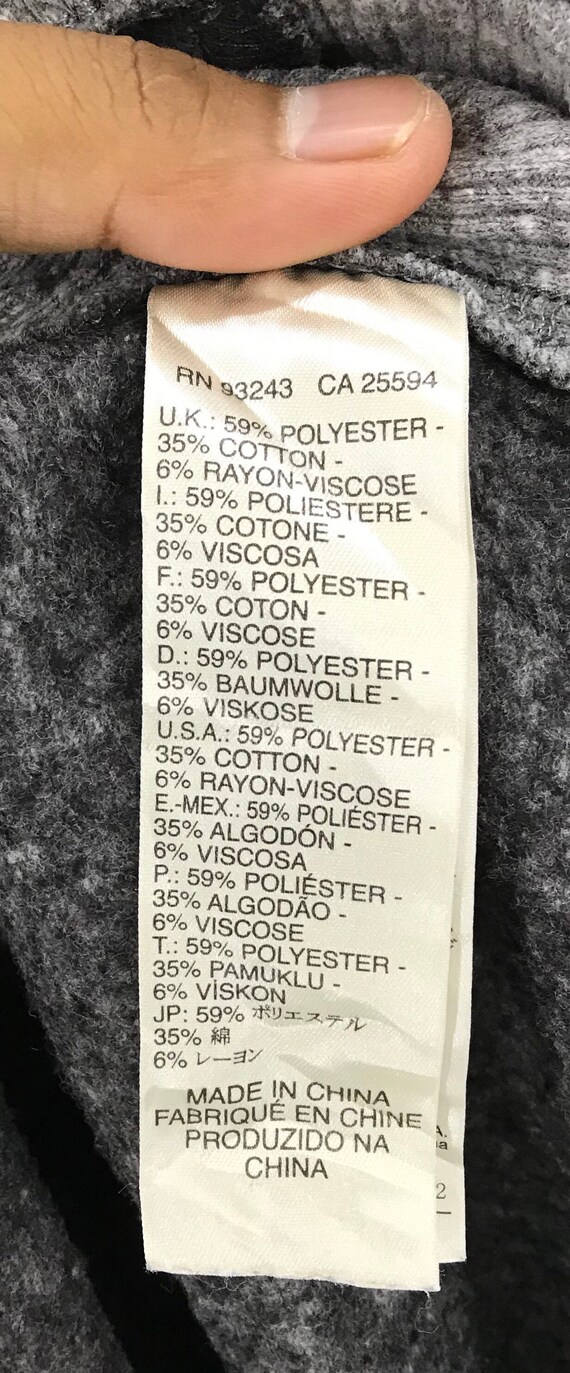 RN 93243 CA 25594
U.K.: 59% POLYESTER -
35% COTTON -
6% RAYON-VISCOSE
I.: 59% POLIESTERE -
35% COTONE -
6% VISCOSA
F.: 59% POLYESTER -
35% COTON -
6% VISCOSE
D.: 59% POLYESTER -
35% BAUMWOLLE -
6% VISKOSE
U.S.A.: 59% POLYESTER -
35% COTTON -
6% RAYON-VISCOSE
E.-MEX.: 59% POLIÉSTER -
35% ALGODÓN -
6% VISCOSA
P.: 59% POLIÉSTER -
35% ALGODÃO -
6% VISCOSE
T.: 59% POLYESTER -
35% PAMUKLU -
6% VİSKON
JP: 59% ポリエステル
35% 綿
6% レーヨン
MADE IN CHINA
FABRIQUÉ EN CHINE
PRODUZIDO NA
CHINA